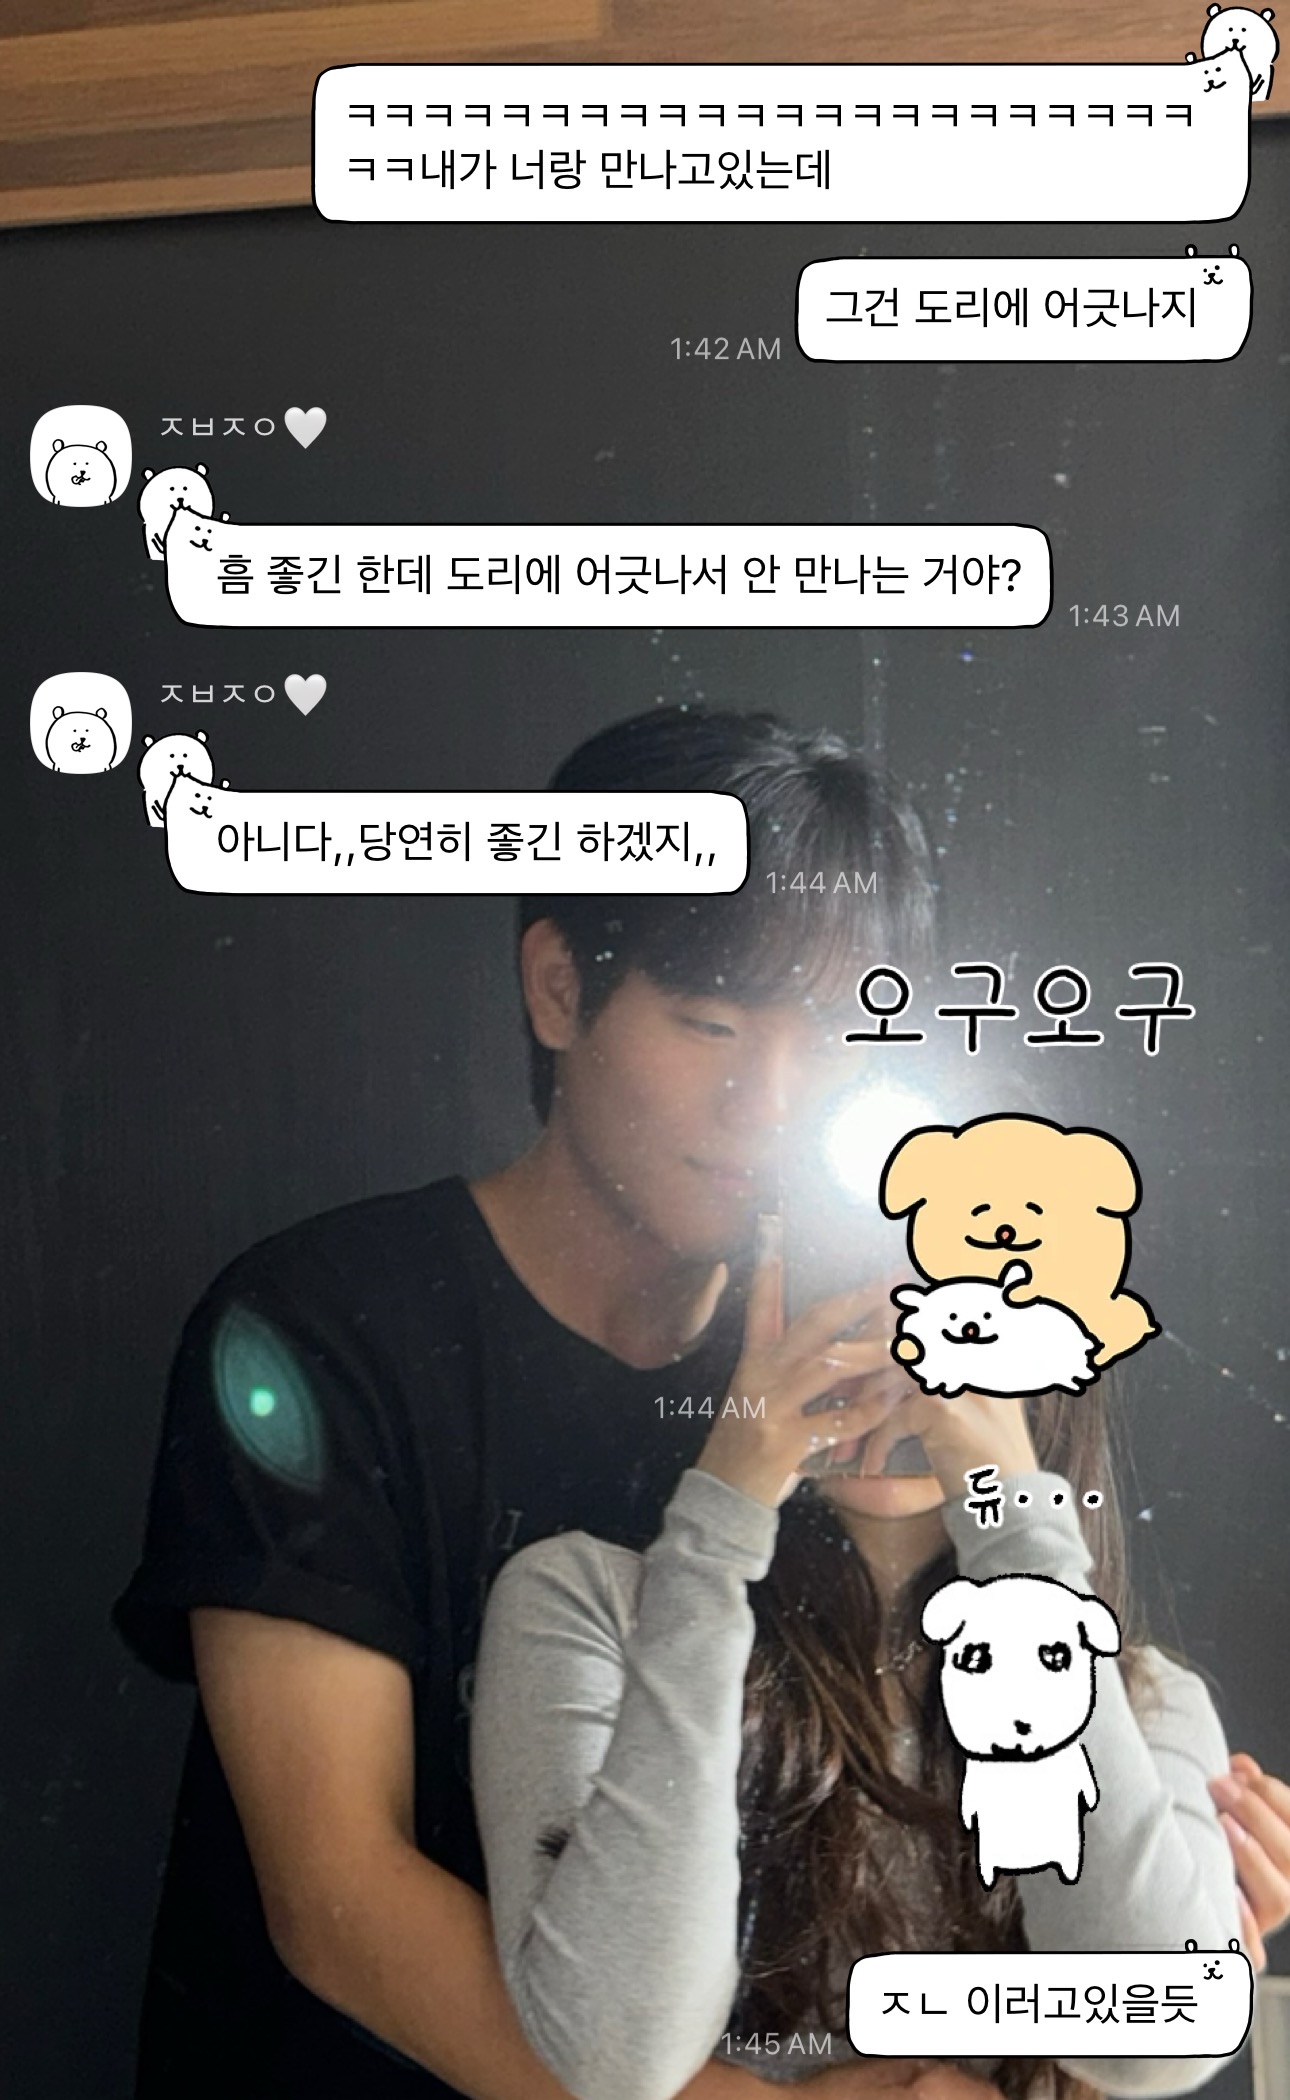 ㅋㅋㅋㅋㅋㅋㅋㅋㅋㅋㅋㅋㅋㅋㅋㅋㅋㅋㅋㅋㅋㅋ
ㅋㅋ내가 너랑 만나고있는데
그건 도리에 어긋나지
1:42 AM
ㅈㅂㅈㅇ🤍
흠 좋긴 한데 도리에 어긋나서 안 만나는 거야?
1:43 AM
ㅈㅂㅈㅇ🤍
아니다,,당연히 좋긴 하겠지,,
1:44 AM
오구오구
1:44 AM
듀...
ㅈㄴ 이러고있을듯
1:45 AM